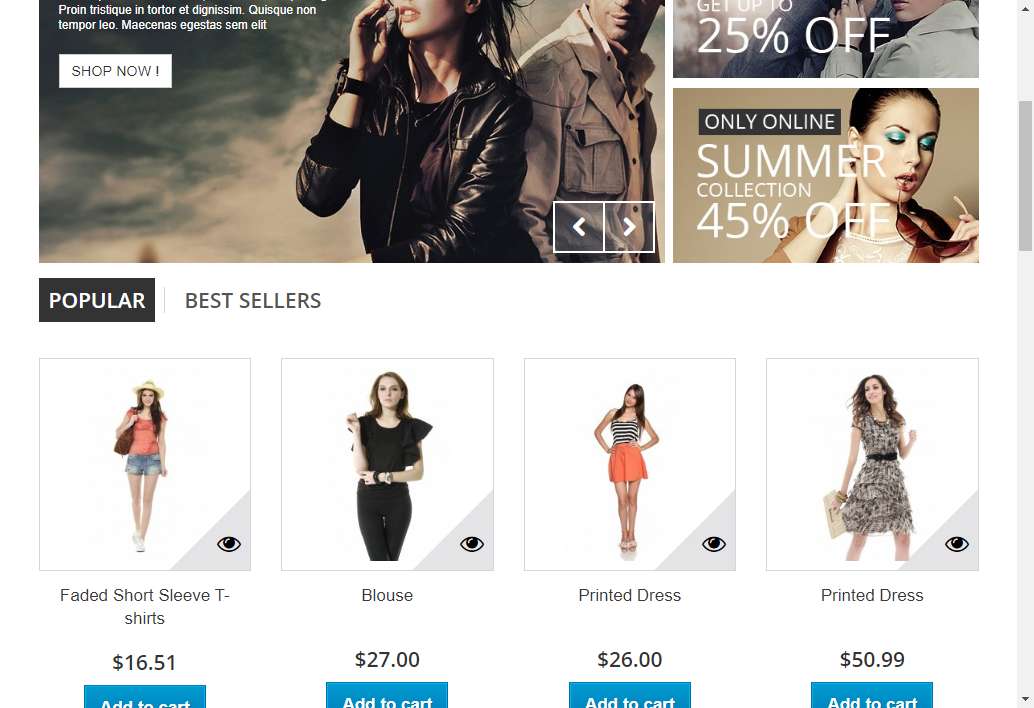 Proin tristique in tortor et dignissim. Quisque non
tempor leo. Maecenas egestas sem elit
SHOP NOW !
GET UP TO
25% OFF
ONLY ONLINE
SUMMER
COLLECTION
45% OFF
POPULAR
BEST SELLERS
Faded Short Sleeve T-
shirts
$16.51
Add to cart
Blouse
$27.00
Add to cart
Printed Dress
$26.00
Add to cart
Printed Dress
$50.99
Add to cart